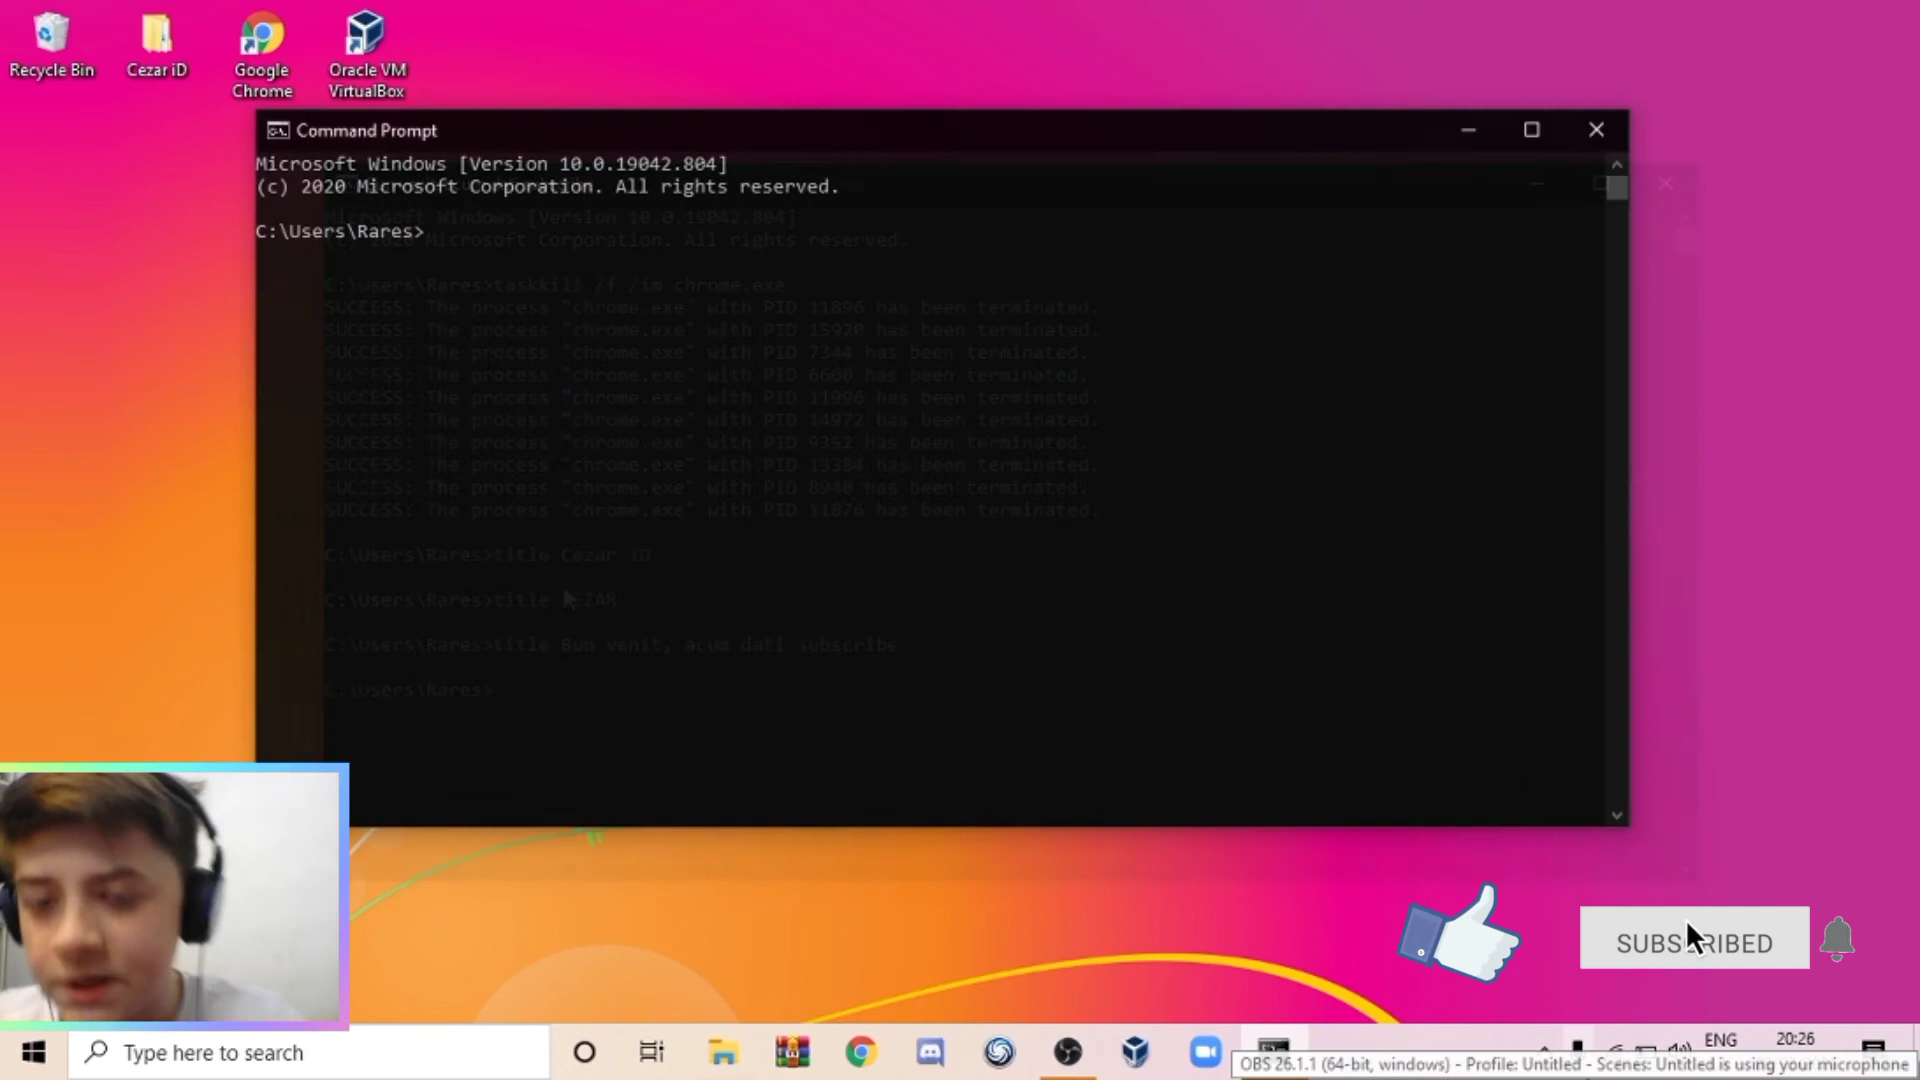 Recycle Bin
Cezar iD
Google
Chrome
Oracle VM
VirtualBox
Command Prompt
Microsoft Windows [Version 10.0.19042.804]
(c) 2020 Microsoft Corporation. All rights reserved.
C:\Users\Rares>
Microsoft Windows [Version 10.0.19042.804]
(c) 2020 Microsoft Corporation. All rights reserved.
C:\Users\Rares>taskkill /f /im chrome.exe
SUCCESS: The process "chrome.exe" with PID 11896 has been terminated.
SUCCESS: The process "chrome.exe" with PID 15920 has been terminated.
SUCCESS: The process "chrome.exe" with PID 7344 has been terminated.
SUCCESS: The process "chrome.exe" with PID 6660 has been terminated.
SUCCESS: The process "chrome.exe" with PID 11996 has been terminated.
SUCCESS: The process "chrome.exe" with PID 14972 has been terminated.
SUCCESS: The process "chrome.exe" with PID 9352 has been terminated.
SUCCESS: The process "chrome.exe" with PID 13384 has been terminated.
SUCCESS: The process "chrome.exe" with PID 8940 has been terminated.
SUCCESS: The process "chrome.exe" with PID 11876 has been terminated.
C:\Users\Rares>title Cezar iD
C:\Users\Rares>title CEZAR
C:\Users\Rares>title Bun venit, acum dati subscribe
C:\Users\Rares>
SUBSCRIBED
Type here to search
ENG
20:26
OBS 26.1.1 (64-bit, windows) - Profile: Untitled - Scenes: Untitled is using your microphone